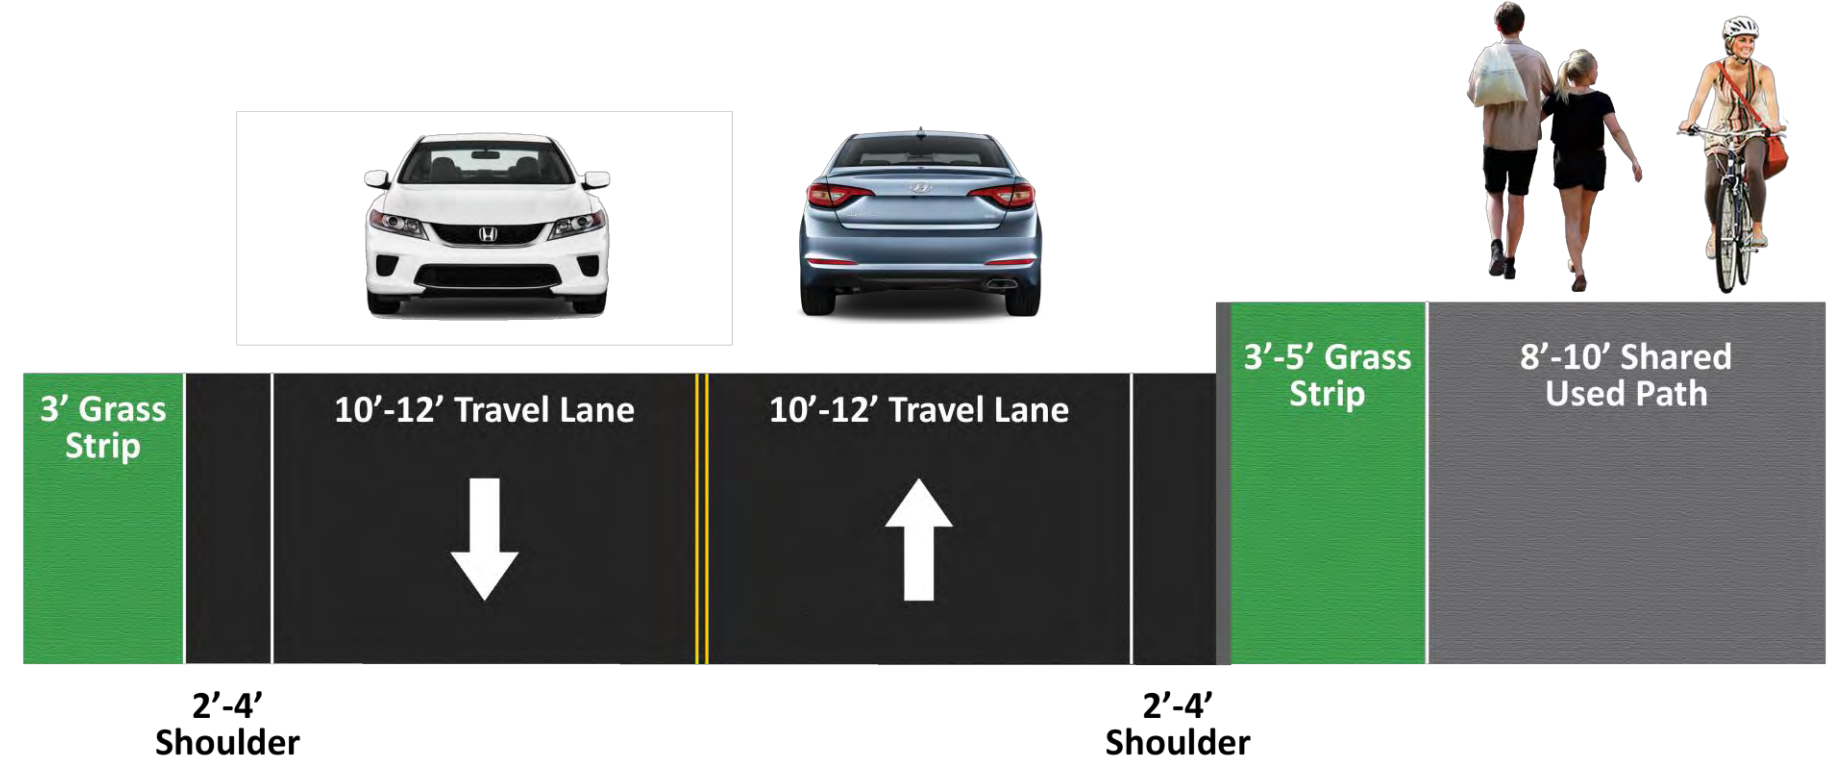 3’ Grass
Strip
10’-12’ Travel Lane
10’-12’ Travel Lane
3’-5’ Grass
Strip
8’-10’ Shared
Used Path
2’-4’
Shoulder
2’-4’
Shoulder